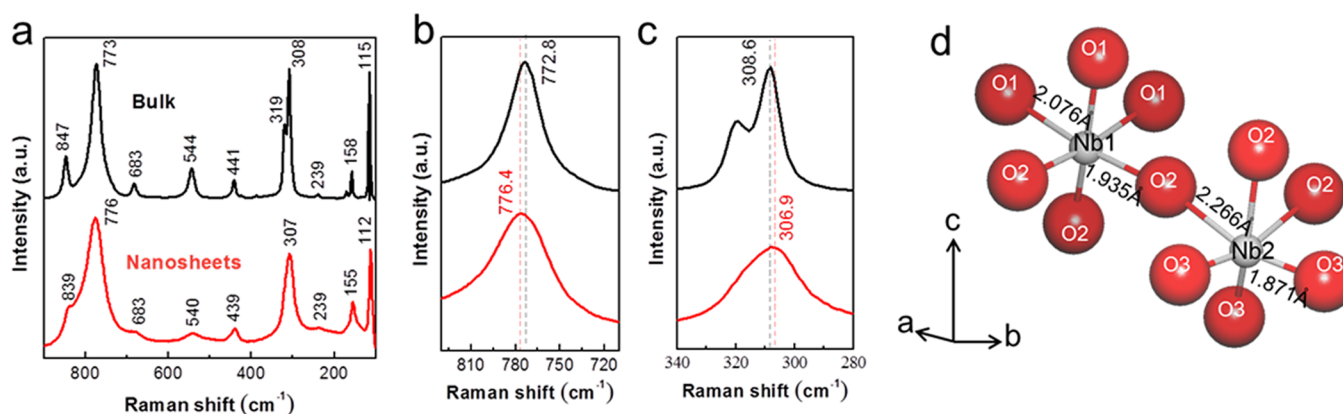 a
Intensity (a.u.)
847
773
683
544
441
319
308
239
158
115
Bulk
839
776
683
540
439
307
239
155
112
Nanosheets
800 600 400 200
Raman shift (cm⁻¹)
b
Intensity (a.u.)
772.8
776.4
810 780 750 720
Raman shift (cm⁻¹)
c
Intensity (a.u.)
308.6
306.9
340 320 300 280
Raman shift (cm⁻¹)
d
O1
O1
O1
2.076Å
Nb1
O2
O2
1.935Å
O2
O2
O2
2.266Å
Nb2
O3
O3
1.871Å
O3
c
a
b